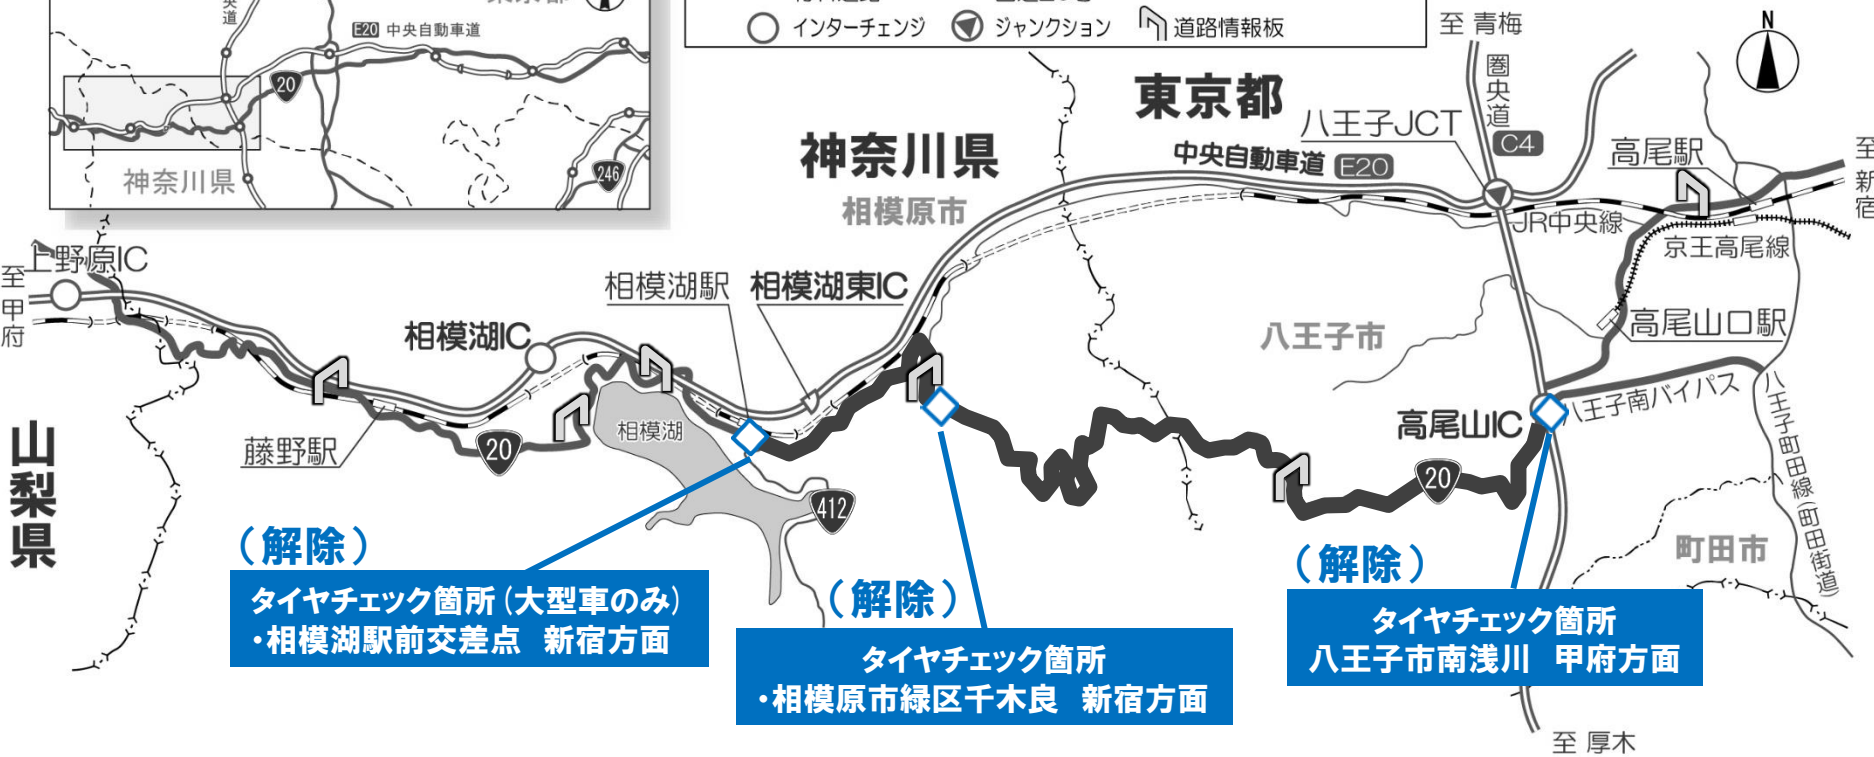 央
道
E20 中央自動車道
20
246
神奈川県
インターチェンジ
ジャンクション
道路情報板
至 青梅
N
圏央道
C4
東京都
八王子JCT
神奈川県
相模原市
中央自動車道 E20
高尾駅
至 新宿
JR中央線
京王高尾線
上野原IC
至 甲府
相模湖駅
相模湖東IC
相模湖IC
八王子市
高尾山口駅
八王子南バイパス
高尾山IC
藤野駅
20
相模湖
412
20
山梨県
八王子町田線(町田街道)
町田市
(解除)
タイヤチェック箇所(大型車のみ)
・相模湖駅前交差点 新宿方面
(解除)
タイヤチェック箇所
・相模原市緑区千木良 新宿方面
(解除)
タイヤチェック箇所
八王子市南浅川 甲府方面
至 厚木